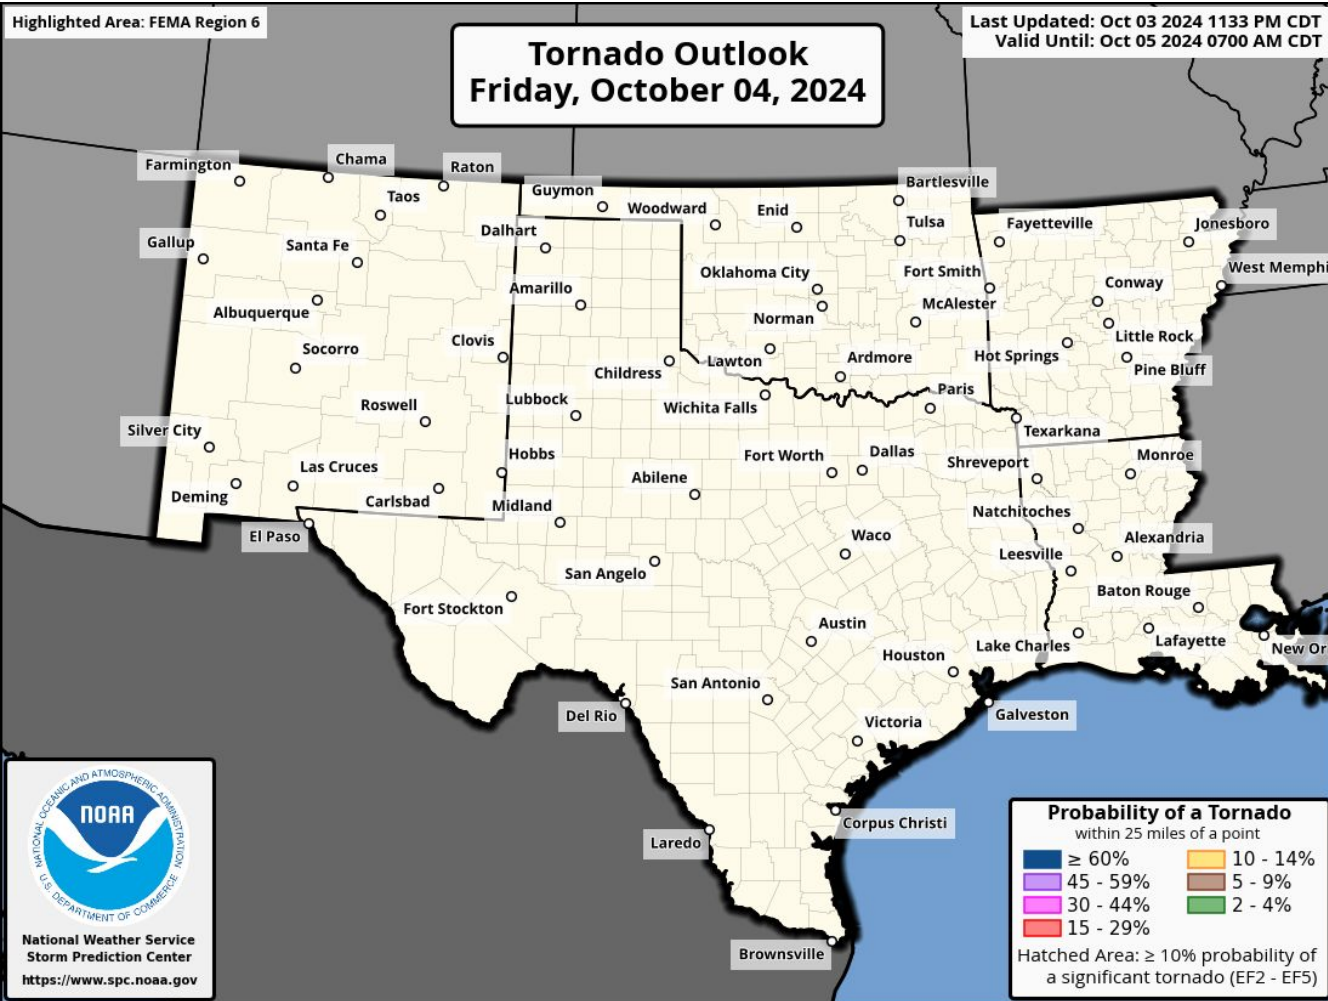 Highlighted Area: FEMA Region 6
Last Updated: Oct 03 2024 1133 PM CDT
Valid Until: Oct 05 2024 0700 AM CDT
Tornado Outlook
Friday, October 04, 2024
Farmington
Chama
Raton
Taos
Guymon
Woodward
Enid
Bartlesville
Tulsa
Fayetteville
Jonesboro
Gallup
Santa Fe
Dalhart
Oklahoma City
Fort Smith
West Memphi
Albuquerque
Amarillo
Norman
McAlester
Conway
Socorro
Clovis
Childress
Lawton
Ardmore
Hot Springs
Little Rock
Pine Bluff
Roswell
Lubbock
Wichita Falls
Paris
Texarkana
Silver City
Las Cruces
Hobbs
Abilene
Fort Worth
Dallas
Shreveport
Monroe
Deming
Carlsbad
Midland
Natchitoches
El Paso
San Angelo
Waco
Leesville
Alexandria
Fort Stockton
Austin
Baton Rouge
Houston
Lake Charles
Lafayette
New Or
San Antonio
Del Rio
Victoria
Galveston
Laredo
Corpus Christi
Brownsville
NATIONAL OCEANIC AND ATMOSPHERIC ADMINISTRATION
NOAA
U.S. DEPARTMENT OF COMMERCE
National Weather Service
Storm Prediction Center
https://www.spc.noaa.gov
Probability of a Tornado
within 25 miles of a point
≥ 60%
10 - 14%
45 - 59%
5 - 9%
30 - 44%
2 - 4%
15 - 29%
Hatched Area: ≥ 10% probability of
a significant tornado (EF2 - EF5)